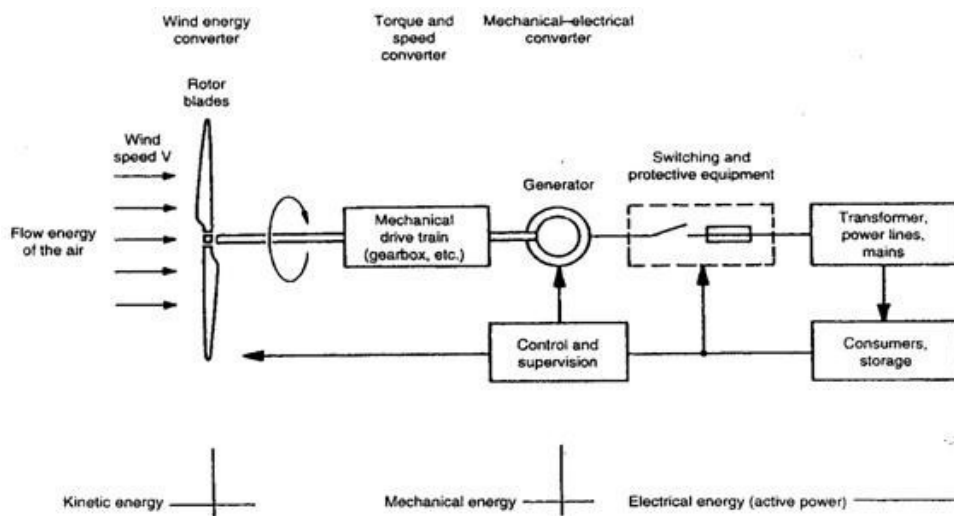 Wind energy
converter
Torque and
speed
converter
Mechanical–electrical
converter
Rotor
blades
Wind
speed V
Flow energy
of the air
Mechanical
drive train
(gearbox, etc.)
Generator
Switching and
protective equipment
Transformer,
power lines,
mains
Control and
supervision
Consumers,
storage
Kinetic energy
Mechanical energy
Electrical energy (active power)